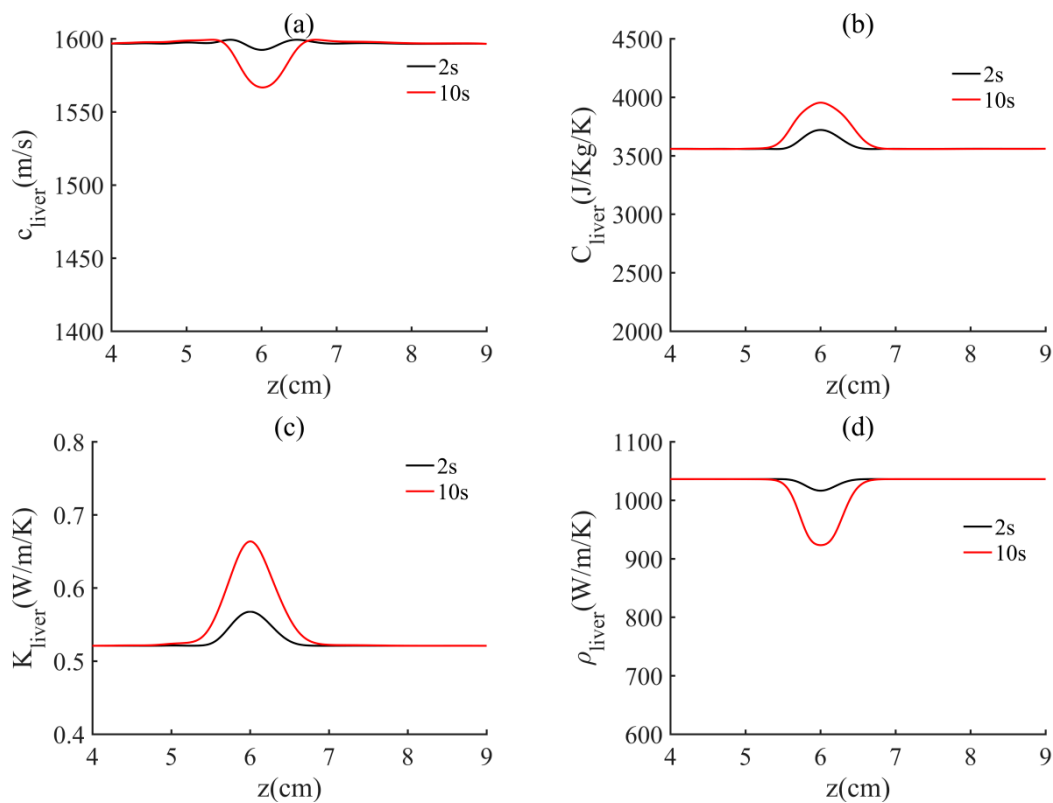 (a)
1600
1550
1500
1450
1400
c_liver(m/s)
2s
10s
4 5 6 7 8 9
z(cm)
(b)
4500
4000
3500
3000
2500
2000
C_liver(J/Kg/K)
2s
10s
4 5 6 7 8 9
z(cm)
(c)
0.8
0.7
0.6
0.5
0.4
K_liver(W/m/K)
2s
10s
4 5 6 7 8 9
z(cm)
(d)
1100
1000
900
800
700
600
ρ_liver(W/m/K)
2s
10s
4 5 6 7 8 9
z(cm)